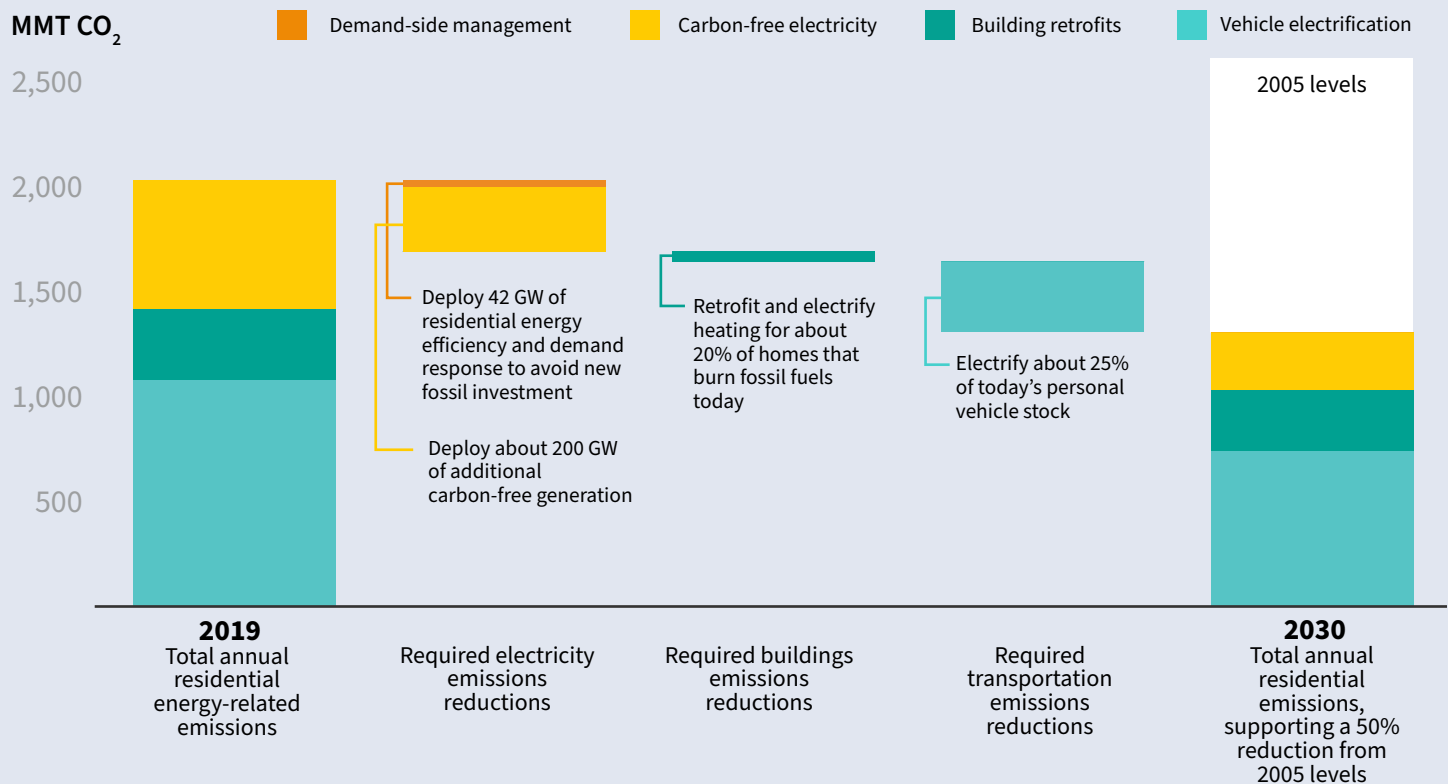 MMT CO₂
Demand-side management
Carbon-free electricity
Building retrofits
Vehicle electrification
2,500
2,000
1,500
1,000
500
2005 levels
Deploy 42 GW of
residential energy
efficiency and demand
response to avoid new
fossil investment
Deploy about 200 GW
of additional
carbon-free generation
Retrofit and electrify
heating for about
20% of homes that
burn fossil fuels
today
Electrify about 25%
of today’s personal
vehicle stock
2019
Total annual
residential
energy-related
emissions
Required electricity
emissions
reductions
Required buildings
emissions
reductions
Required
transportation
emissions
reductions
2030
Total annual
residential
emissions,
supporting a 50%
reduction from
2005 levels